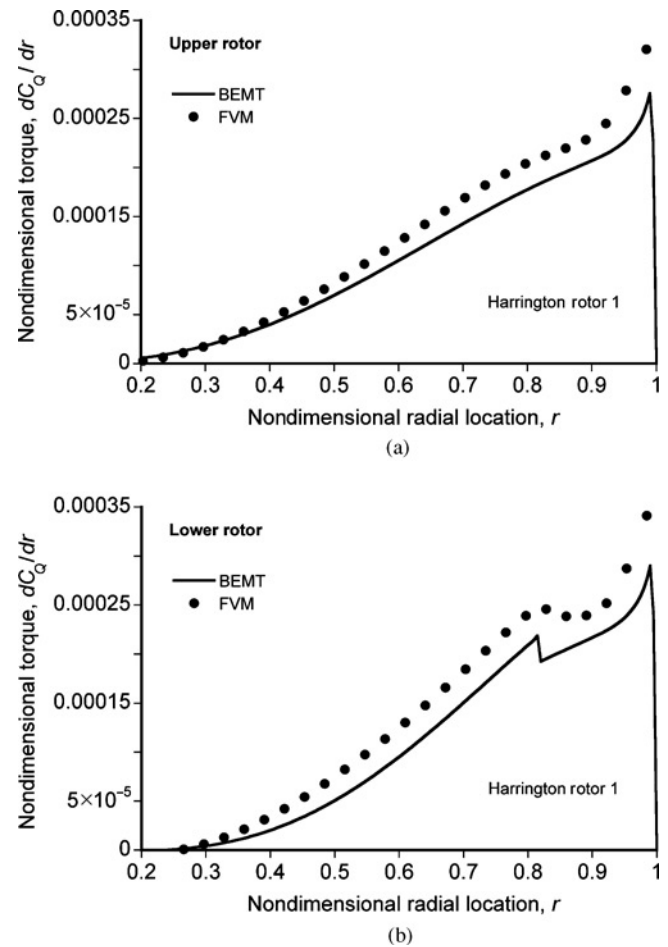 0.00035
Upper rotor
BEMT
FVM
0.00025
0.00015
5×10⁻⁵
0
Nondimensional torque, dC_Q/ dr
Harrington rotor 1
0.2 0.3 0.4 0.5 0.6 0.7 0.8 0.9 1
Nondimensional radial location, r
(a)
0.00035
Lower rotor
BEMT
FVM
0.00025
0.00015
5×10⁻⁵
0
Nondimensional torque, dC_Q/dr
Harrington rotor 1
0.2 0.3 0.4 0.5 0.6 0.7 0.8 0.9 1
Nondimensional radial location, r
(b)